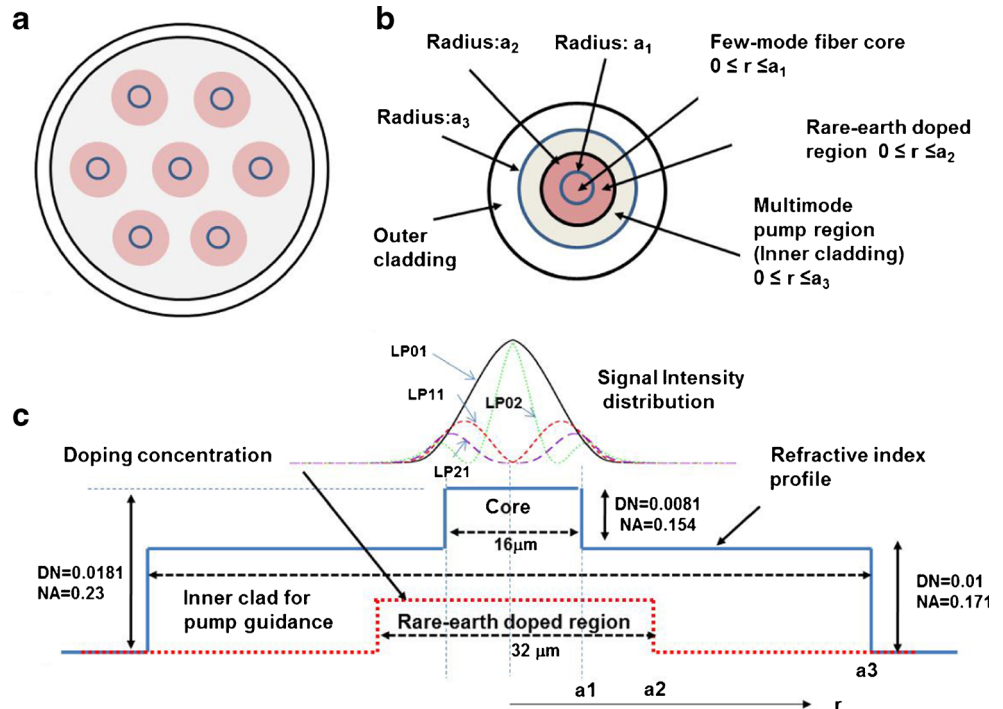 a
b
Radius:a2
Radius: a1
Few-mode fiber core
0 ≤ r ≤a1
Radius:a3
Rare-earth doped
region 0 ≤ r ≤a2
Outer
cladding
Multimode
pump region
(Inner cladding)
0 ≤ r ≤a3
c
LP01
LP11
LP02
LP21
Signal Intensity
distribution
Doping concentration
Refractive index
profile
Core
16μm
DN=0.0081
NA=0.154
DN=0.0181
NA=0.23
Inner clad for
pump guidance
DN=0.01
NA=0.171
Rare-earth doped region
32 μm
a1
a2
a3
r